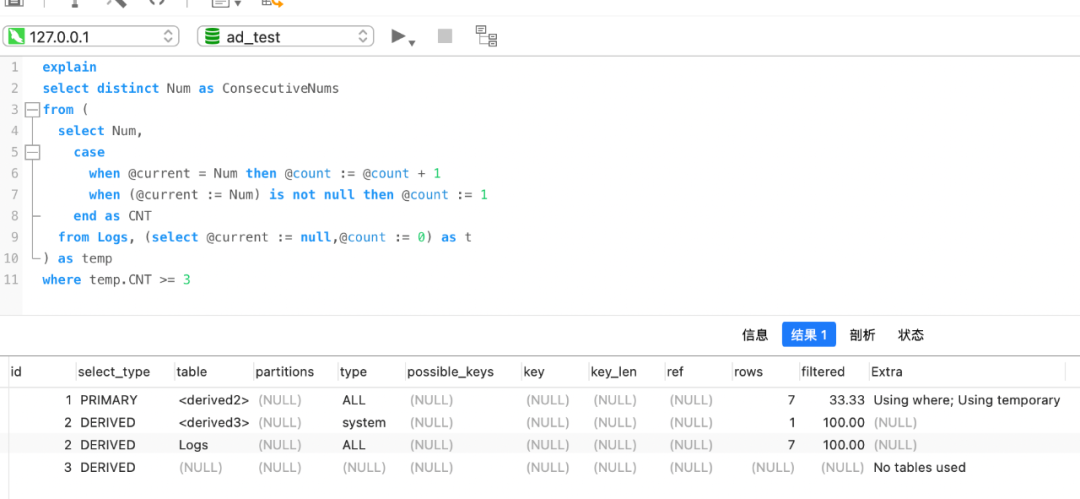 127.0.0.1 ad_test
1 explain
2 select distinct Num as ConsecutiveNums
3 from (
4 select Num,
5 case
6 when @current = Num then @count := @count + 1
7 when (@current := Num) is not null then @count := 1
8 end as CNT
9 from Logs, (select @current := null,@count := 0) as t
10 ) as temp
11 where temp.CNT >= 3
信息 结果 1 剖析 状态
id select_type table partitions type possible_keys key key_len ref rows filtered Extra
1 PRIMARY <derived2> (NULL) ALL (NULL) (NULL) (NULL) (NULL) 7 33.33 Using where; Using temporary
2 DERIVED <derived3> (NULL) system (NULL) (NULL) (NULL) (NULL) 1 100.00 (NULL)
2 DERIVED Logs (NULL) ALL (NULL) (NULL) (NULL) (NULL) 7 100.00 (NULL)
3 DERIVED (NULL) (NULL) (NULL) (NULL) (NULL) (NULL) (NULL) (NULL) (NULL) No tables used